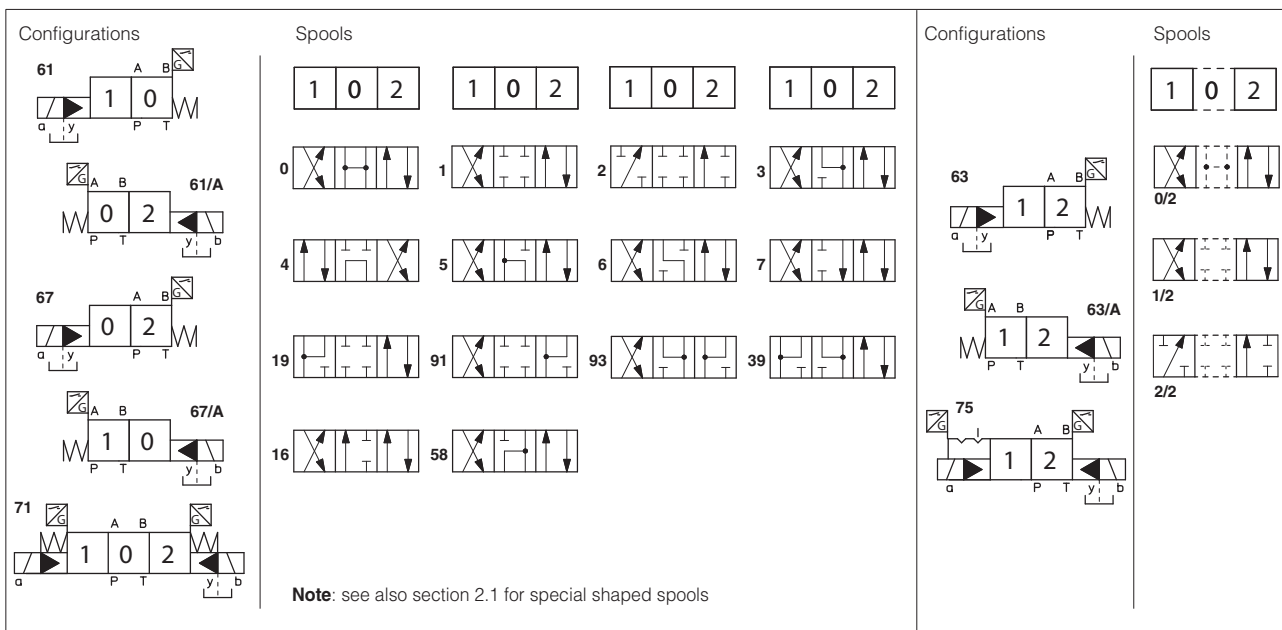 Configurations
Spools
Configurations
Spools
61
A B
G
1 0
a y
P T
G
A B
61/A
0 2
P T
y b
67
A B
G
0 2
a y
P T
G
A B
67/A
1 0
P T
y b
71
G
A B
G
1 0 2
a
P T
y b
1 0 2
1 0 2
1 0 2
1 0 2
0
1
2
3
4
5
6
7
19
91
93
39
16
58
Note: see also section 2.1 for special shaped spools
63
A B
G
1 2
a y
P T
G
A B
63/A
1 2
P T
y b
75
G
A B
G
1 2
a
P T
y b
1 0 2
0/2
1/2
2/2